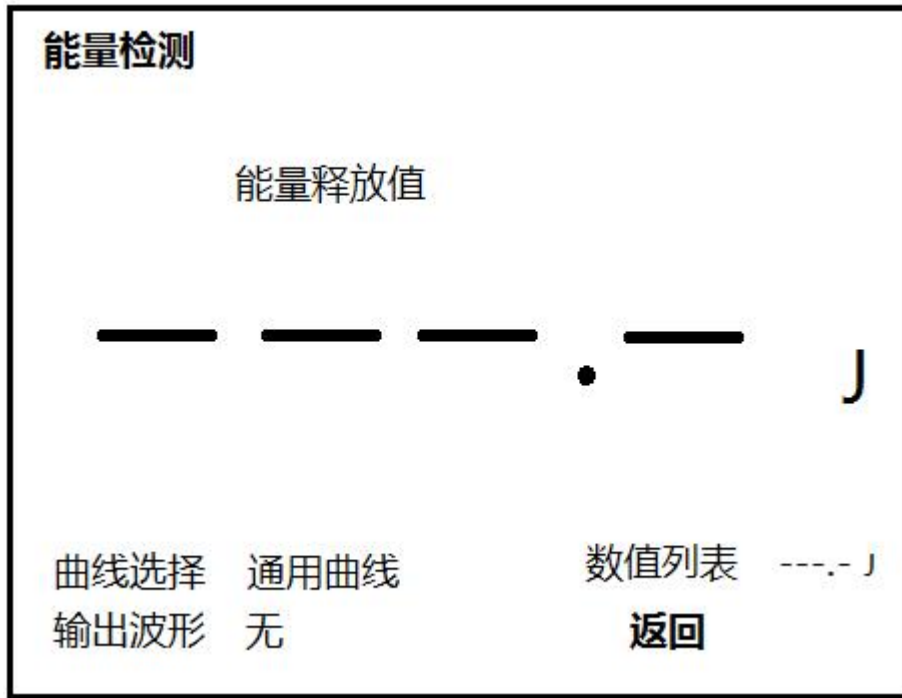 能量检测
能量释放值
---.- J
曲线选择 通用曲线 数值列表 ---.- J
输出波形 无 返回